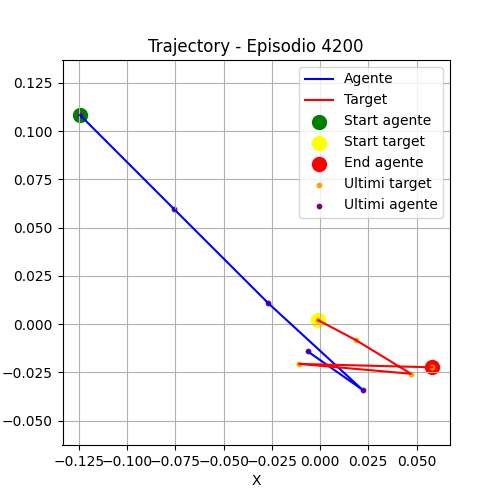 Trajectory - Episodio 4200
Agente
Target
Start agente
Start target
End agente
Ultimi target
Ultimi agente
0.125
0.100
0.075
0.050
0.025
0.000
−0.025
−0.050
−0.125 −0.100 −0.075 −0.050 −0.025 0.000 0.025 0.050
X